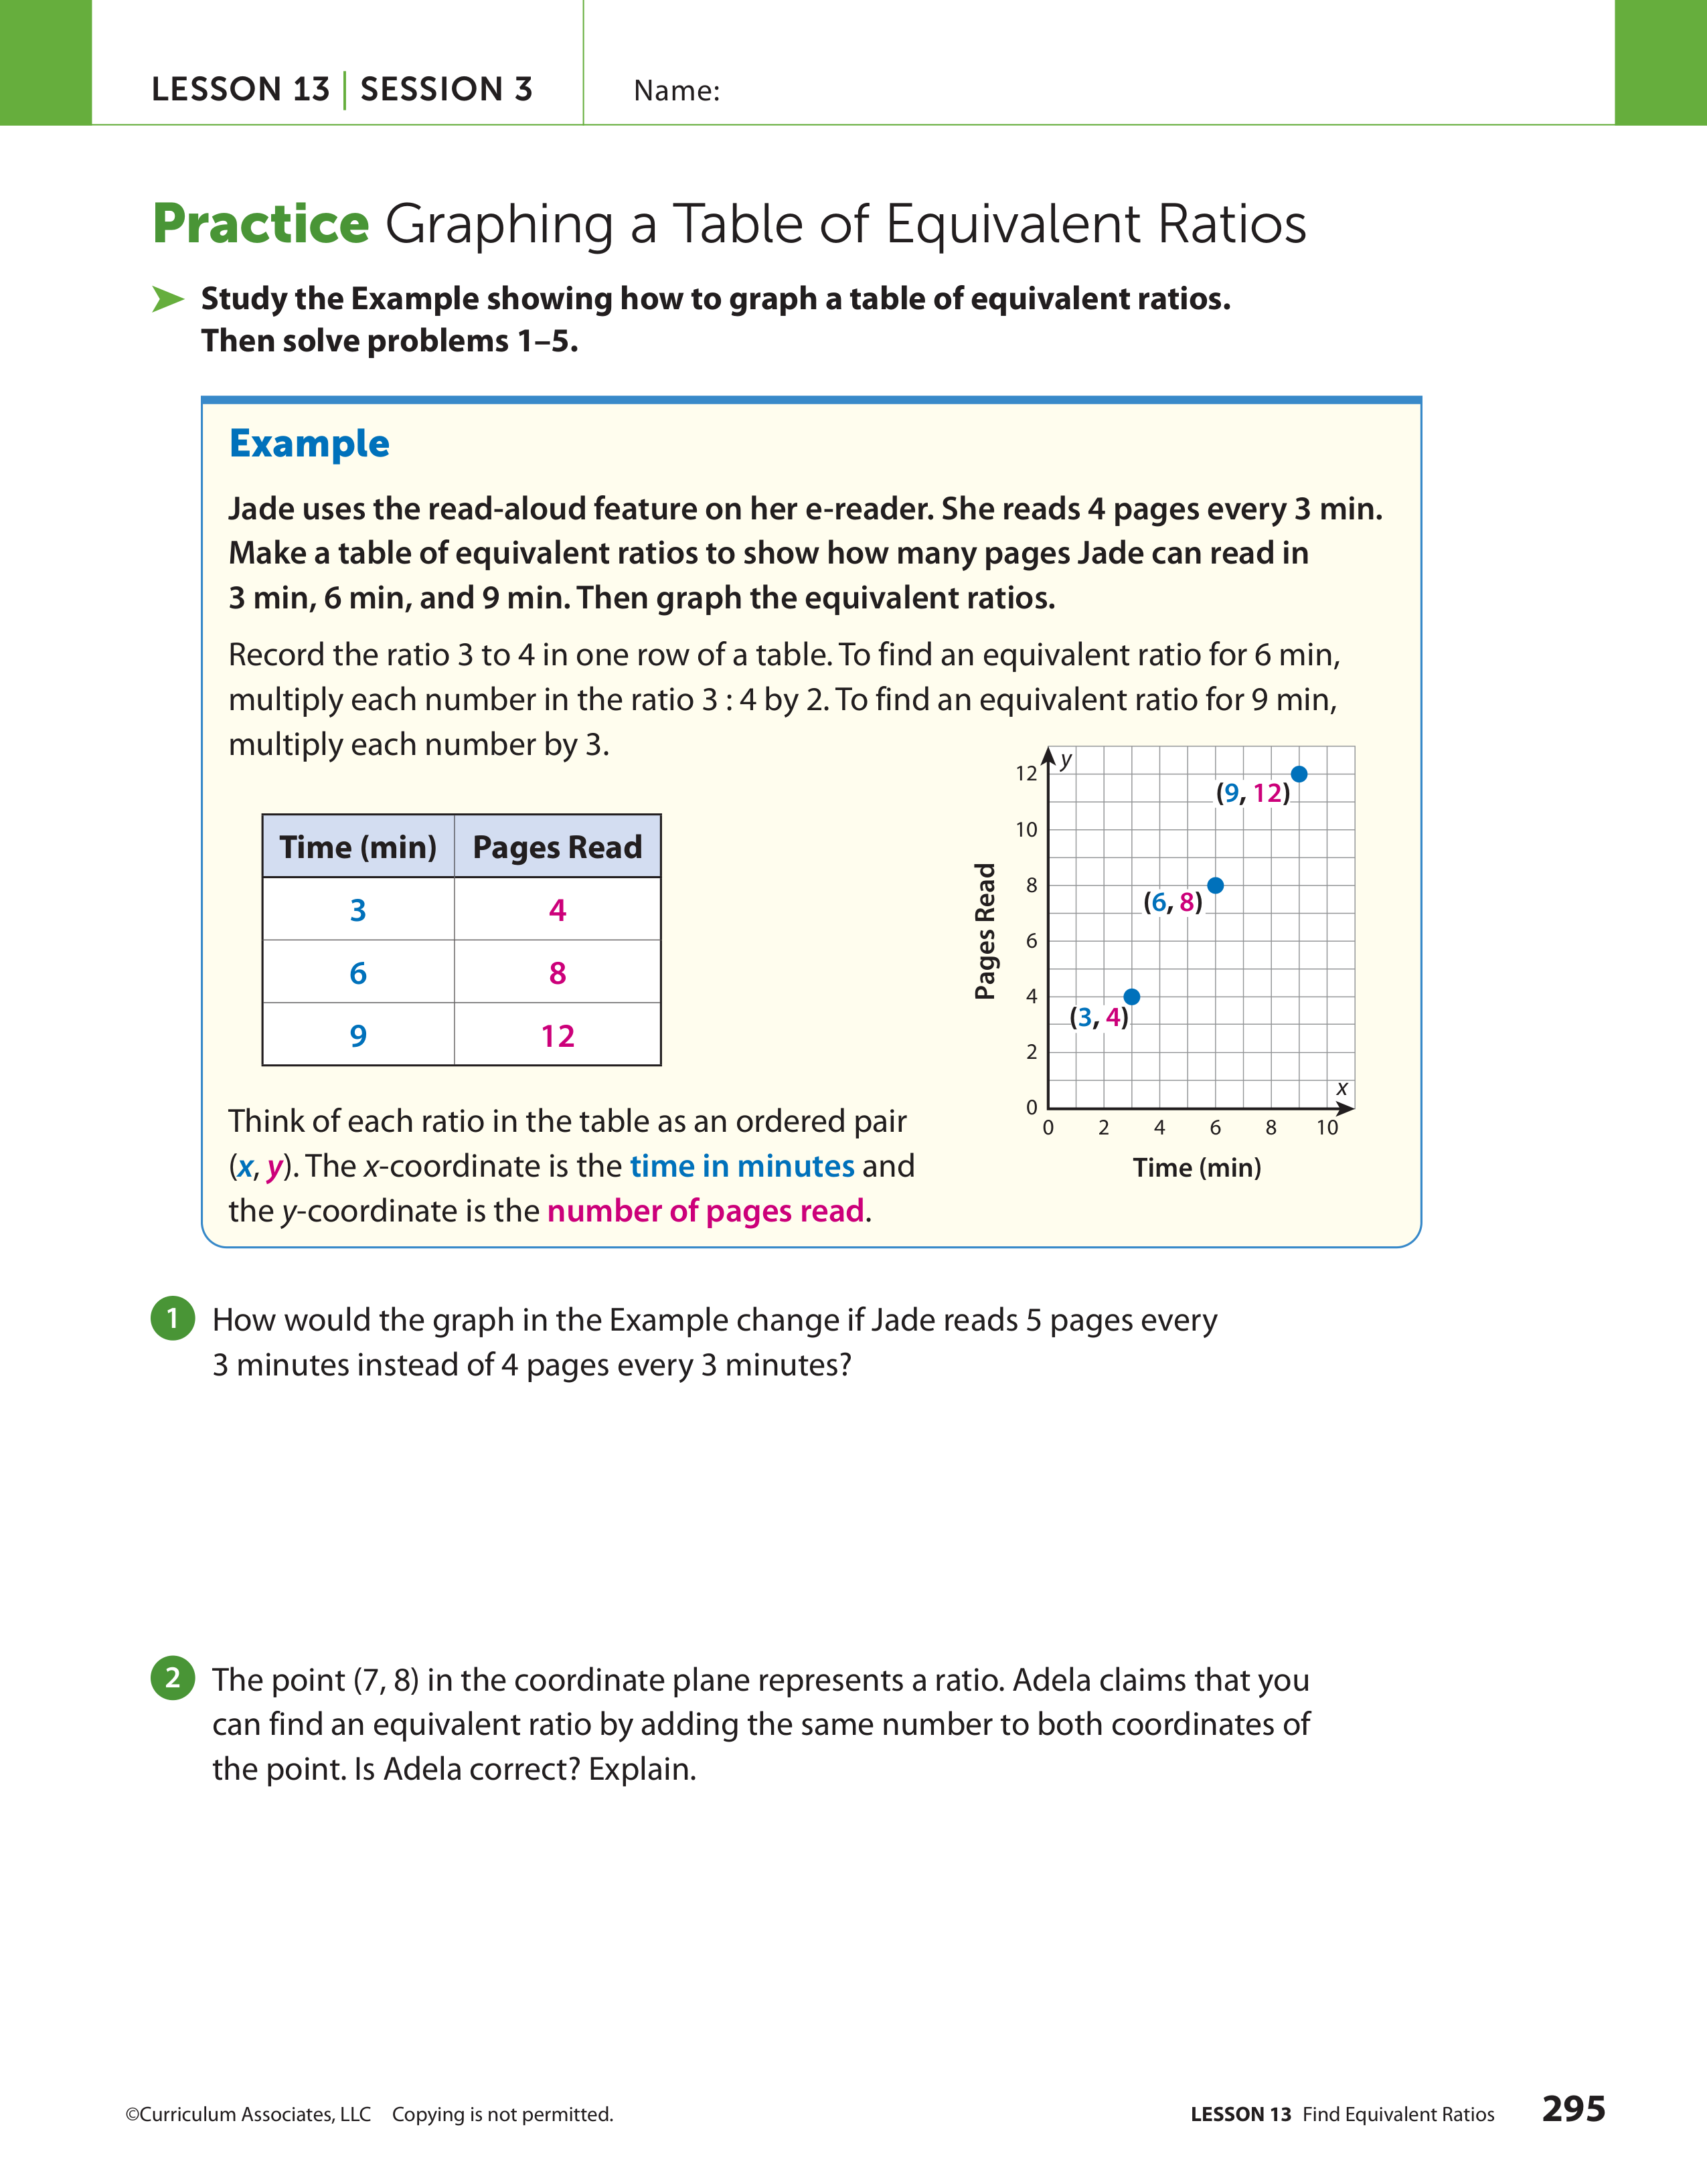 LESSON 13 | SESSION 3
Name:
Practice Graphing a Table of Equivalent Ratios
Study the Example showing how to graph a table of equivalent ratios.
Then solve problems 1–5.
Example
Jade uses the read-aloud feature on her e-reader. She reads 4 pages every 3 min.
Make a table of equivalent ratios to show how many pages Jade can read in
3 min, 6 min, and 9 min. Then graph the equivalent ratios.
Record the ratio 3 to 4 in one row of a table. To find an equivalent ratio for 6 min,
multiply each number in the ratio 3 : 4 by 2. To find an equivalent ratio for 9 min,
multiply each number by 3.
Time (min) Pages Read
3 4
6 8
9 12
Think of each ratio in the table as an ordered pair
(x, y). The x-coordinate is the time in minutes and
the y-coordinate is the number of pages read.
y
12
(9, 12)
10
Pages Read
8
(6, 8)
6
4
(3, 4)
2
x
0
0 2 4 6 8 10
Time (min)
1 How would the graph in the Example change if Jade reads 5 pages every
3 minutes instead of 4 pages every 3 minutes?
2 The point (7, 8) in the coordinate plane represents a ratio. Adela claims that you
can find an equivalent ratio by adding the same number to both coordinates of
the point. Is Adela correct? Explain.
©Curriculum Associates, LLC Copying is not permitted.
LESSON 13 Find Equivalent Ratios 295